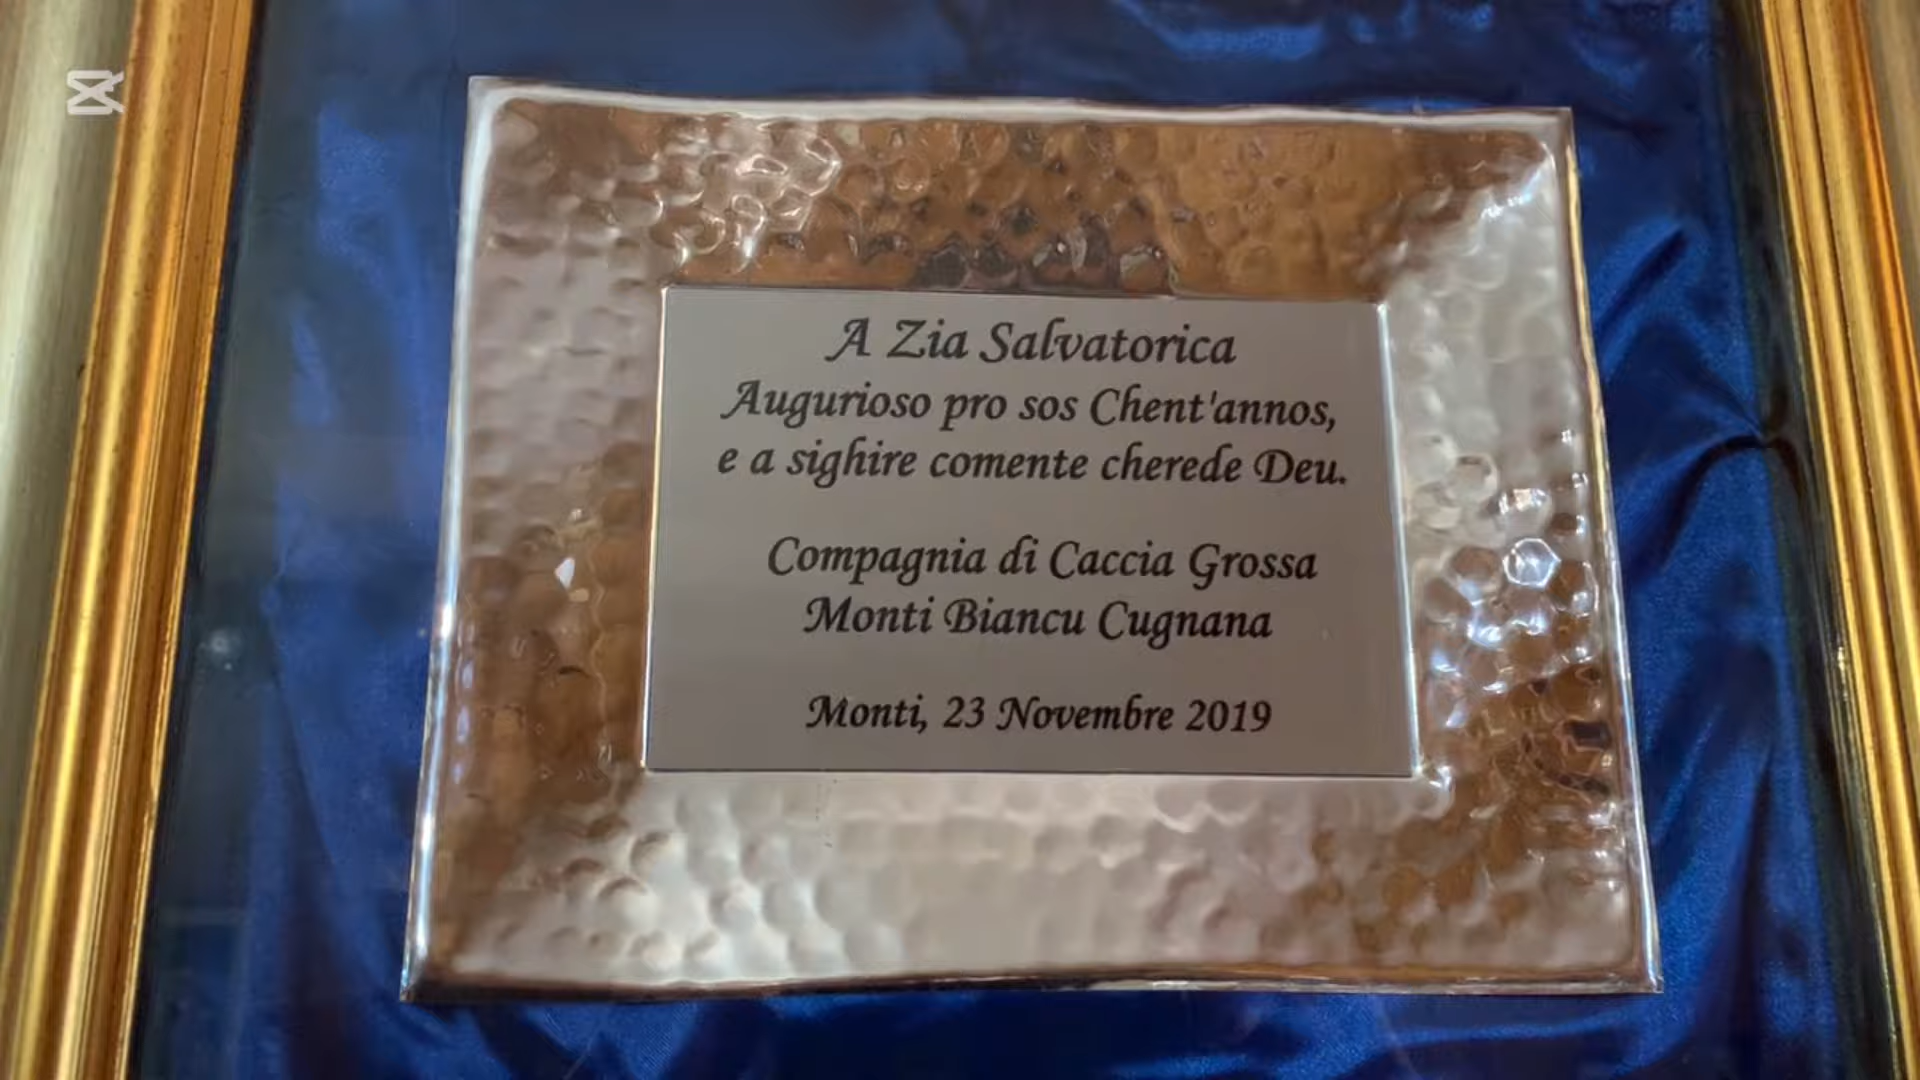 A Zia Salvatorica
Augurioso pro sos Chent'annos,
e a sighire comente cherede Deu.
Compagnia di Caccia Grossa
Monti Biancu Cugnana
Monti, 23 Novembre 2019